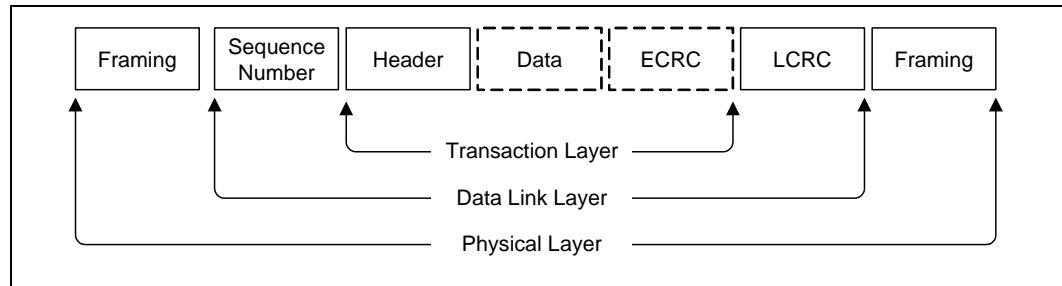 Framing
Sequence
Number
Header
Data
ECRC
LCRC
Framing
Transaction Layer
Data Link Layer
Physical Layer